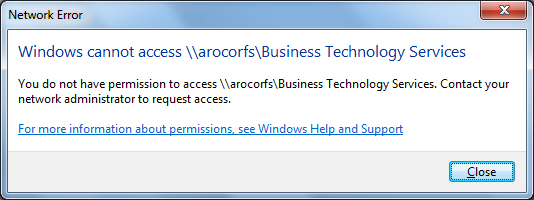 Network Error
Windows cannot access \\arocorfs\Business Technology Services
You do not have permission to access \\arocorfs\Business Technology Services. Contact your
network administrator to request access.
For more information about permissions, see Windows Help and Support
Close